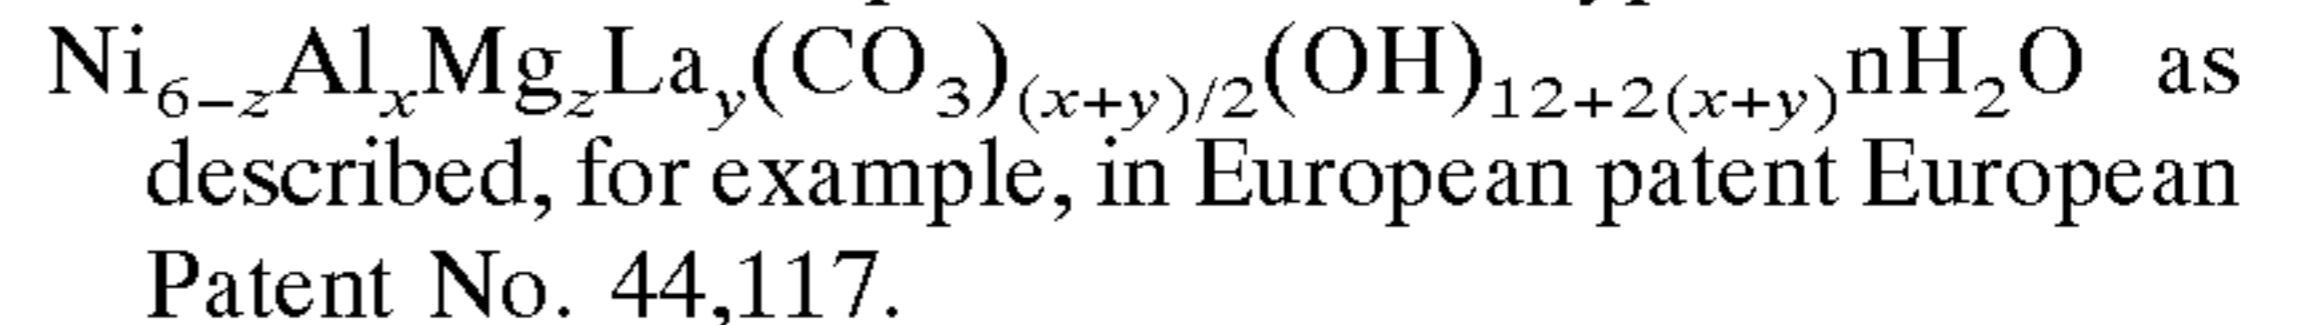 Ni₆₋zAlₓMgzLay(CO₃)₍ₓ₊y₎/₂(OH)₁₂₊₂₍ₓ₊y₎nH₂O as
described, for example, in European patent European
Patent No. 44,117.